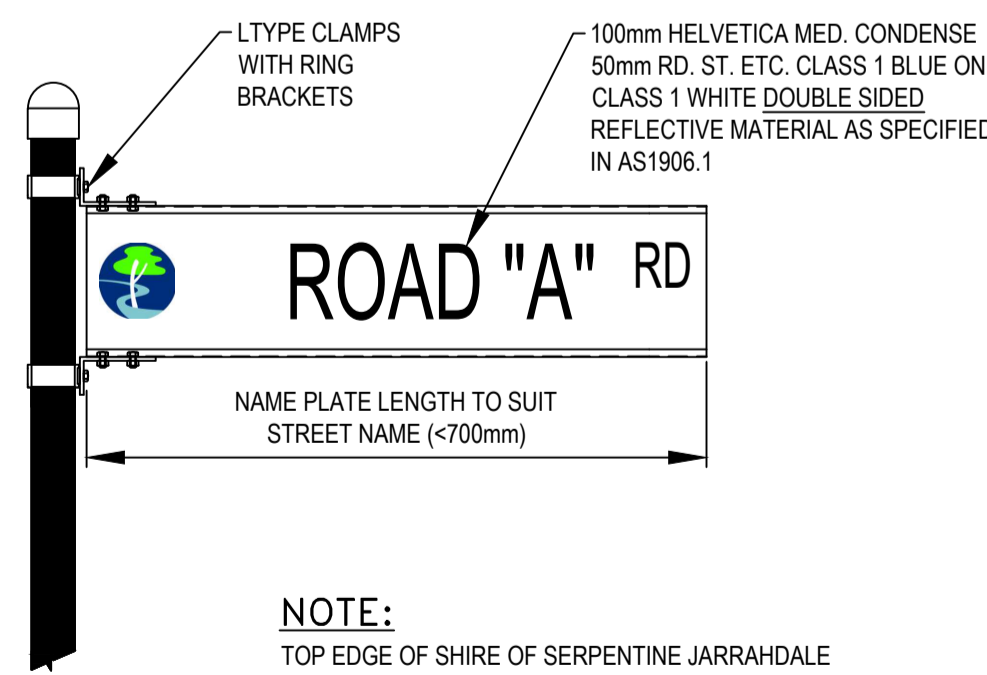 LTYPE CLAMPS
WITH RING
BRACKETS
100mm HELVETICA MED. CONDENSE
50mm RD. ST. ETC. CLASS 1 BLUE ON
CLASS 1 WHITE DOUBLE SIDED
REFLECTIVE MATERIAL AS SPECIFIED
IN AS1906.1
ROAD "A" RD
NAME PLATE LENGTH TO SUIT
STREET NAME (<700mm)
NOTE:
TOP EDGE OF SHIRE OF SERPENTINE JARRAHDALE